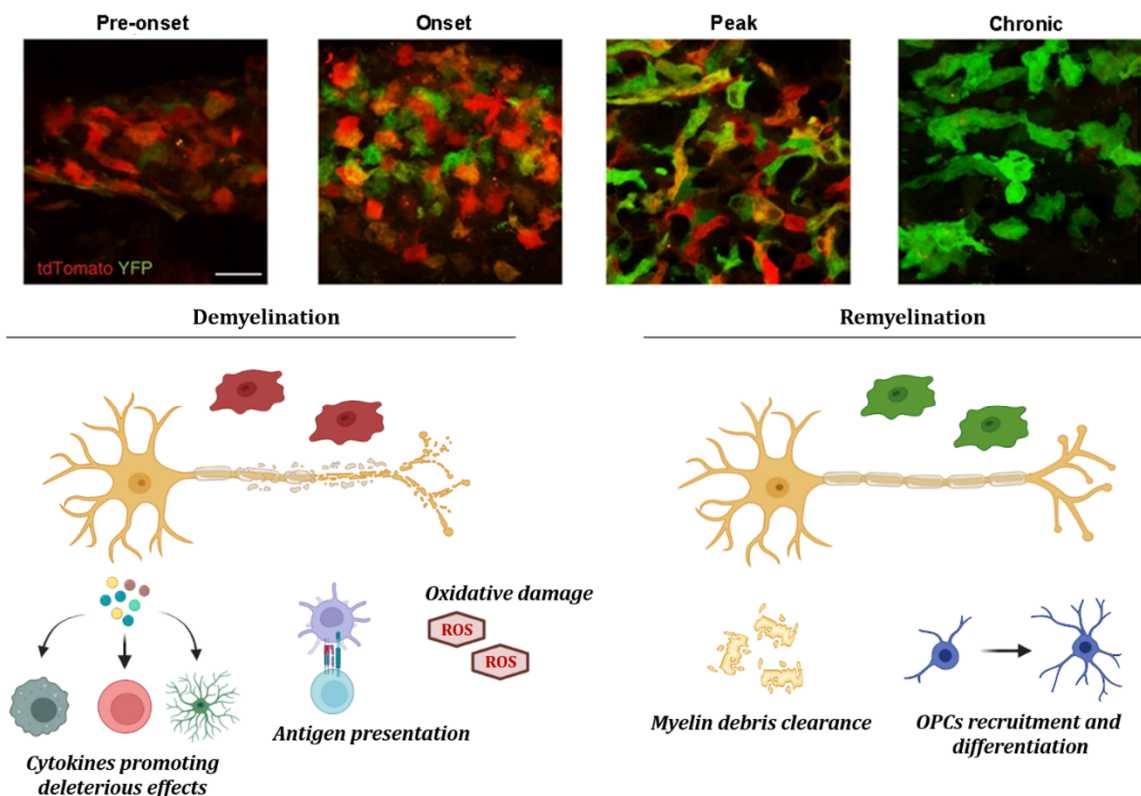 Pre-onset
Onset
Peak
Chronic
tdTomato YFP
Demyelination
Remyelination
Oxidative damage
ROS
ROS
Antigen presentation
Cytokines promoting
deleterious effects
Myelin debris clearance
OPCs recruitment and
differentiation